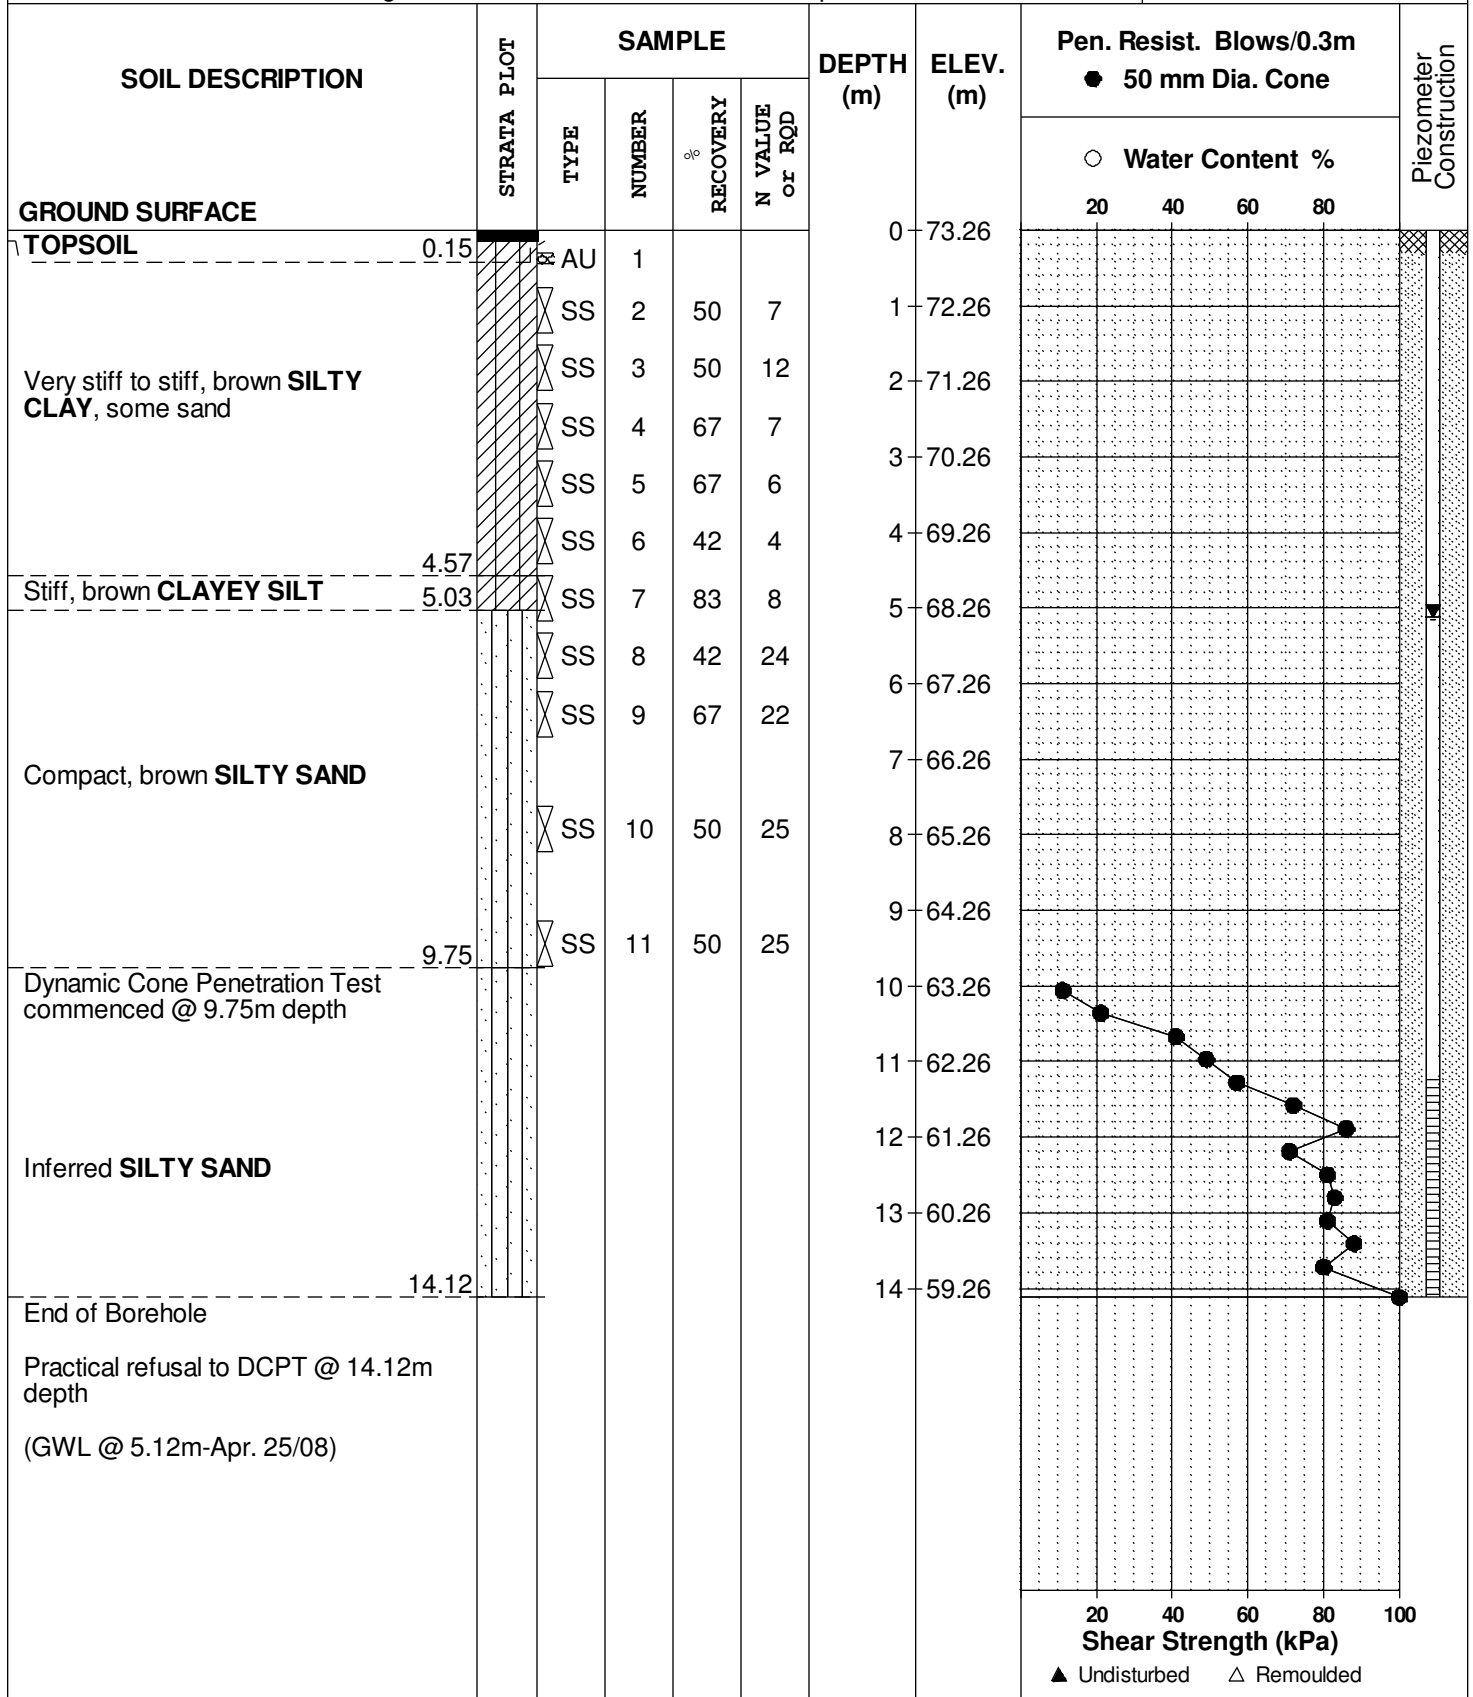 SOIL DESCRIPTION
GROUND SURFACE
STRATA PLOT
SAMPLE
TYPE
NUMBER
%
RECOVERY
N VALUE
or RQD
DEPTH
(m)
ELEV.
(m)
Pen. Resist. Blows/0.3m
● 50 mm Dia. Cone
○ Water Content %
20 40 60 80
Piezometer
Construction
TOPSOIL 0.15
Very stiff to stiff, brown SILTY
CLAY, some sand
4.57
Stiff, brown CLAYEY SILT 5.03
Compact, brown SILTY SAND
9.75
Dynamic Cone Penetration Test
commenced @ 9.75m depth
Inferred SILTY SAND
14.12
End of Borehole
Practical refusal to DCPT @ 14.12m
depth
(GWL @ 5.12m-Apr. 25/08)
AU 1
SS 2 50 7
SS 3 50 12
SS 4 67 7
SS 5 67 6
SS 6 42 4
SS 7 83 8
SS 8 42 24
SS 9 67 22
SS 10 50 25
SS 11 50 25
0 73.26
1 72.26
2 71.26
3 70.26
4 69.26
5 68.26
6 67.26
7 66.26
8 65.26
9 64.26
10 63.26
11 62.26
12 61.26
13 60.26
14 59.26
20 40 60 80 100
Shear Strength (kPa)
▲ Undisturbed △ Remoulded